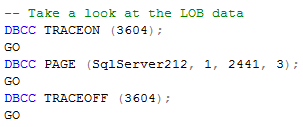 -- Take a look at the LOB data
DBCC TRACEON (3604);
GO
DBCC PAGE (SqlServer212, 1, 2441, 3);
GO
DBCC TRACEOFF (3604);
GO